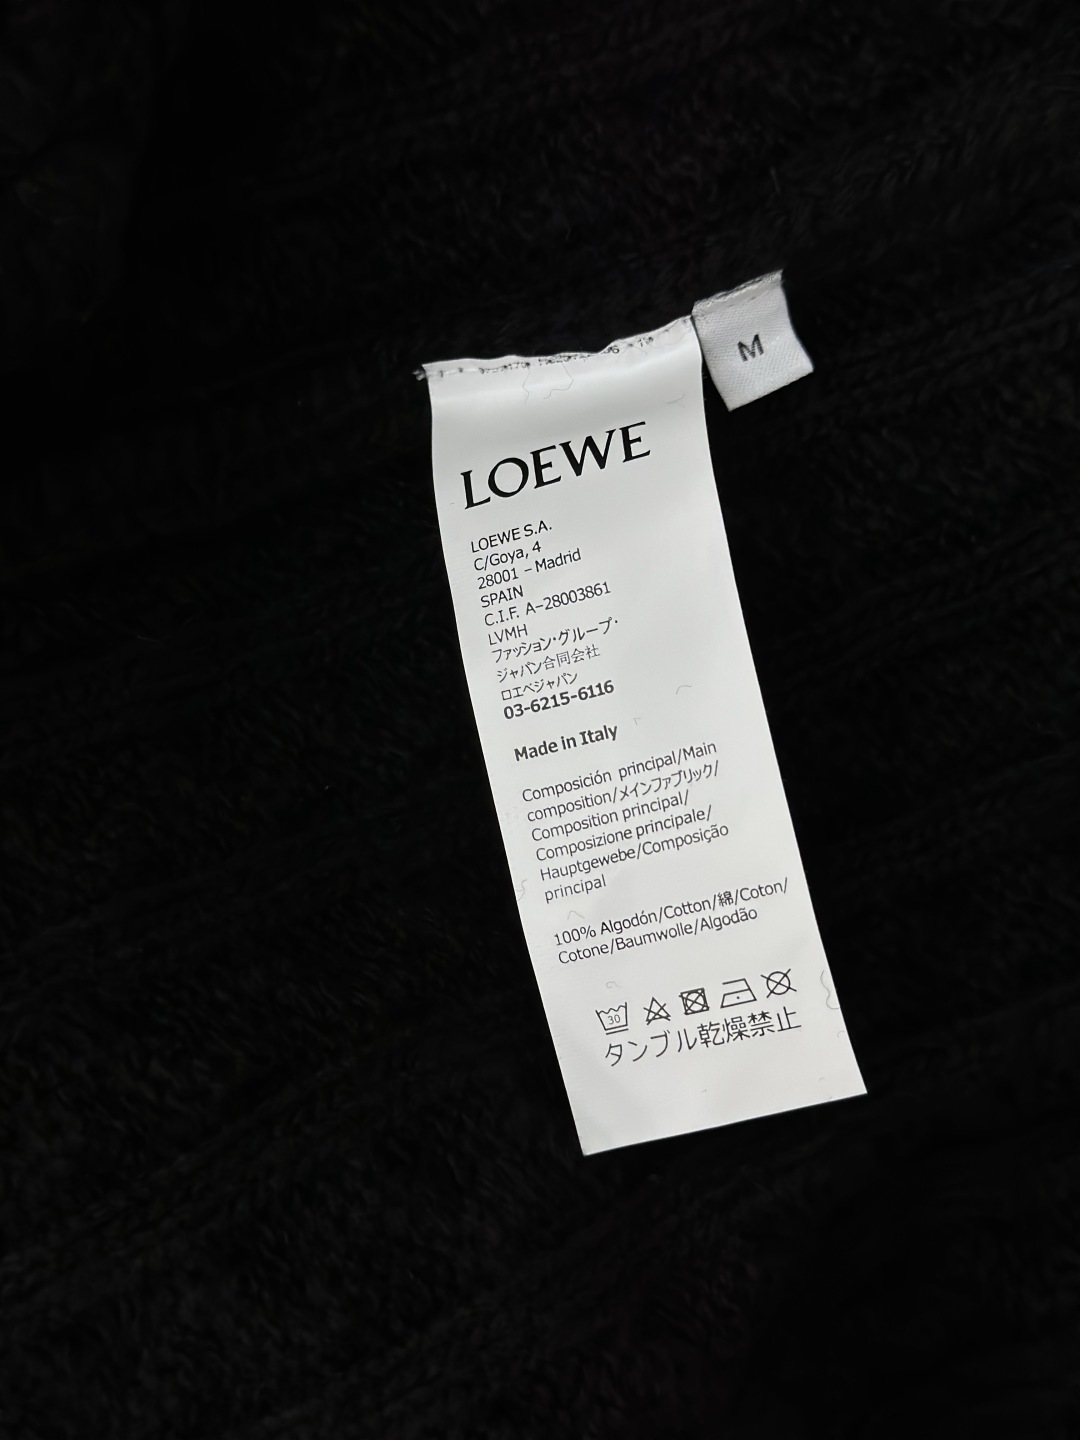 M
LOEWE
LOEWE S.A.
C/Goya, 4
28001 – Madrid
SPAIN
C.I.F. A–28003861
LVMH
ファッション・グループ・
ジャパン合同会社
ロエベジャパン
03-6215-6116
Made in Italy
Composición principal/Main
composition/メインファブリック/
Composition principal/
Composizione principale/
Hauptgewebe/Composição
principal
100% Algodón/Cotton/綿/Coton/
Cotone/Baumwolle/Algodão
30
タンブル乾燥禁止